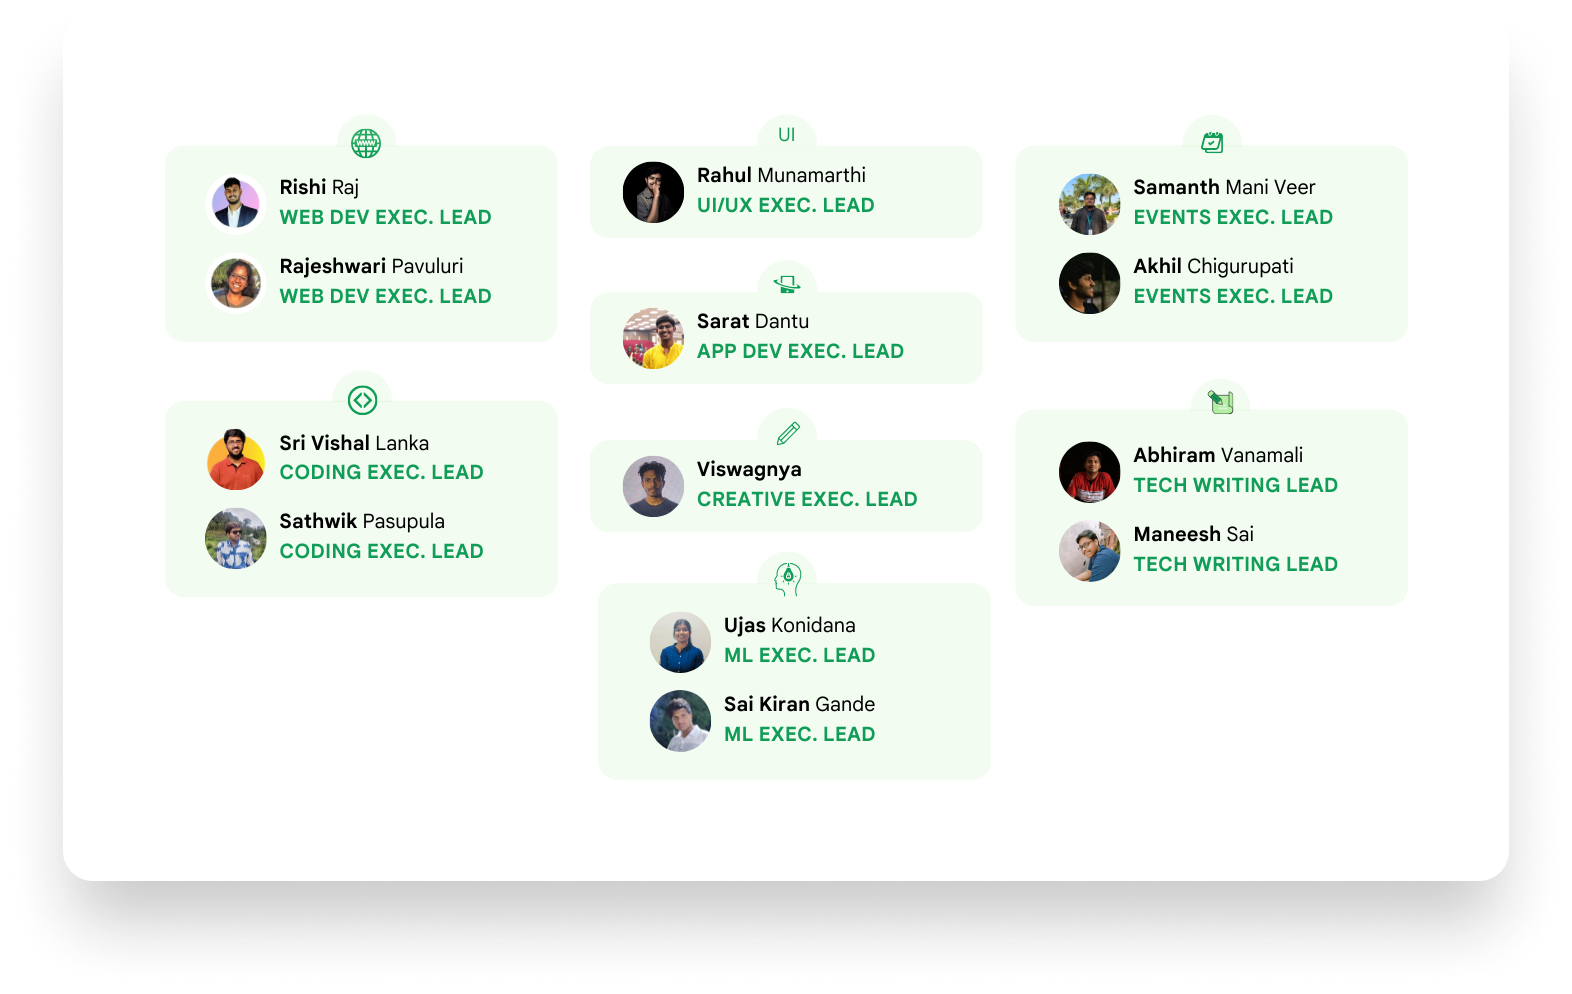 WWW
Rishi Raj
WEB DEV EXEC. LEAD
Rajeshwari Pavuluri
WEB DEV EXEC. LEAD
Sri Vishal Lanka
CODING EXEC. LEAD
Sathwik Pasupula
CODING EXEC. LEAD
UI
Rahul Munamarthi
UI/UX EXEC. LEAD
Sarat Dantu
APP DEV EXEC. LEAD
Viswagnya
CREATIVE EXEC. LEAD
Ujas Konidana
ML EXEC. LEAD
Sai Kiran Gande
ML EXEC. LEAD
Samanth Mani Veer
EVENTS EXEC. LEAD
Akhil Chigurupati
EVENTS EXEC. LEAD
Abhiram Vanamali
TECH WRITING LEAD
Maneesh Sai
TECH WRITING LEAD